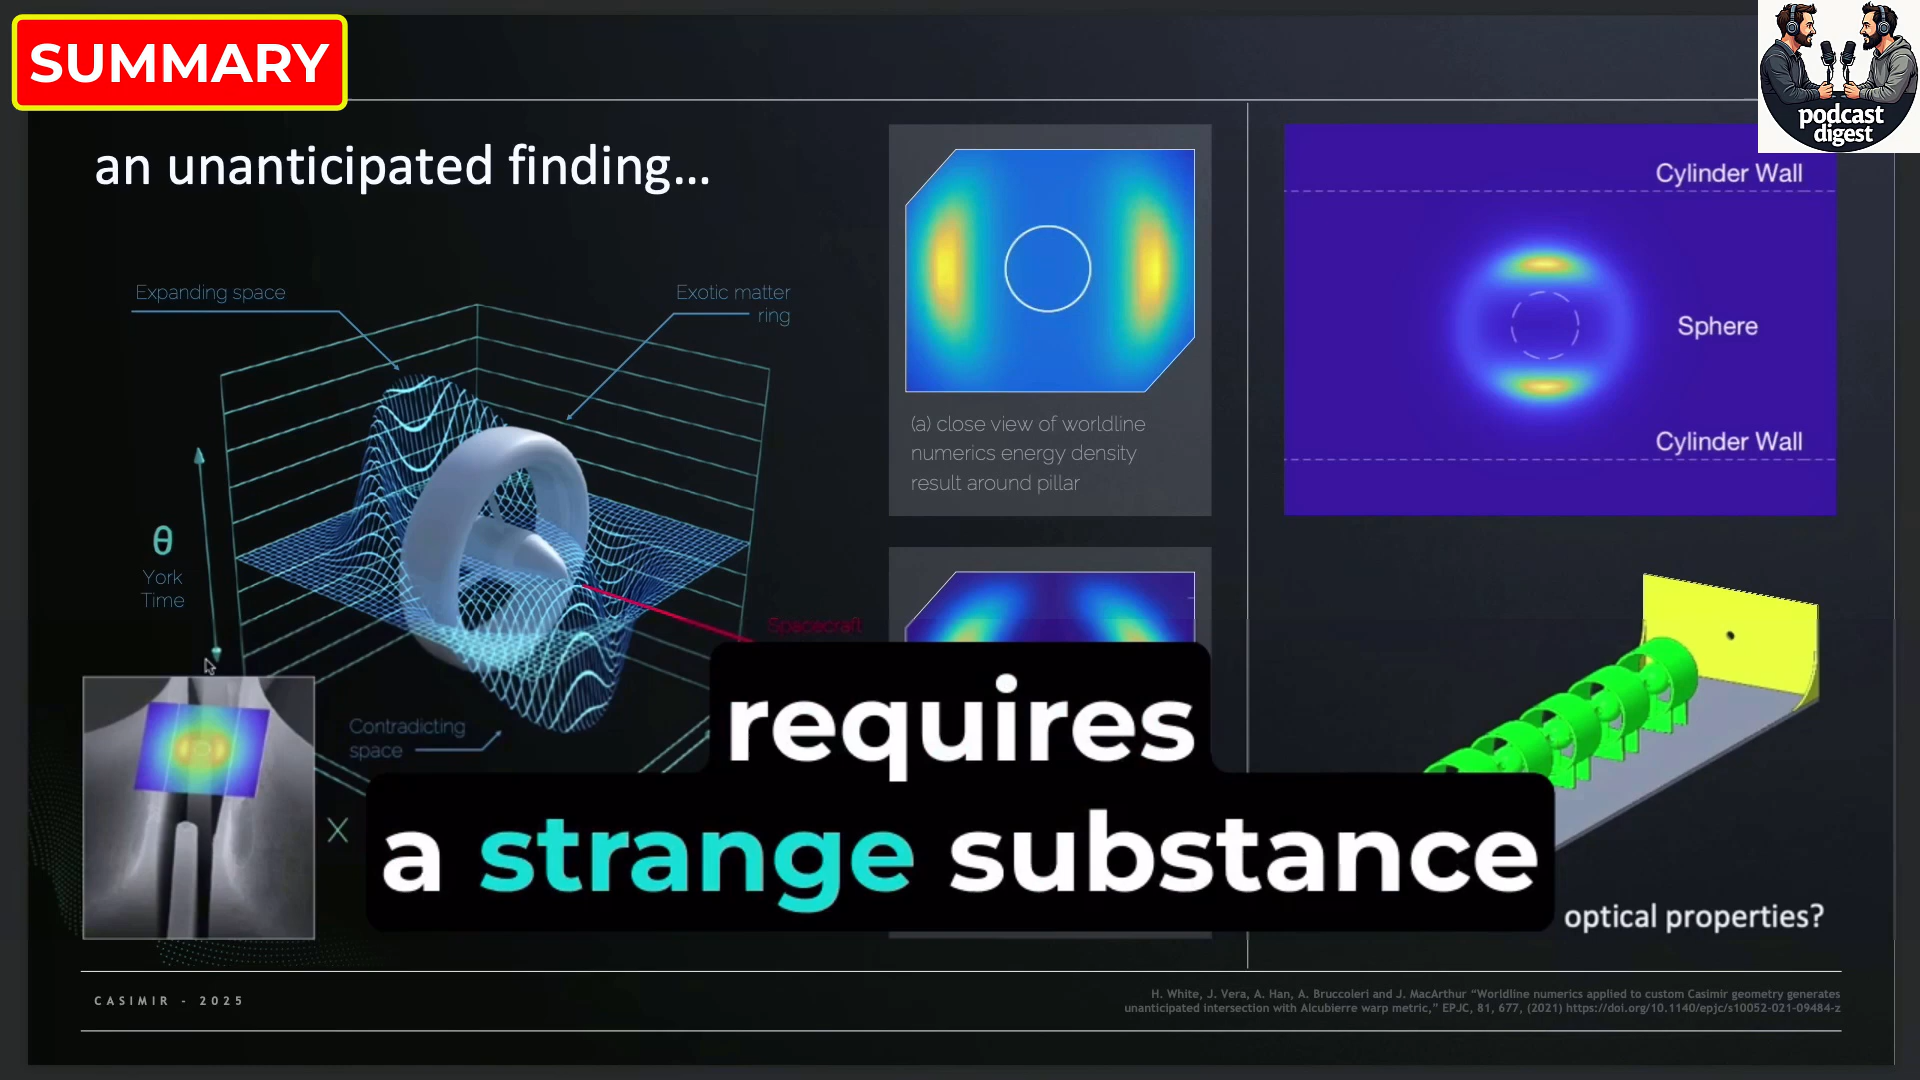 SUMMARY
podcast
digest
an unanticipated finding...
Expanding space
Exotic matter
ring
θ
York
Time
Spacecraft
Contradicting
space
X
(a) close view of worldline
numerics energy density
result around pillar
Cylinder Wall
Sphere
Cylinder Wall
requires
a strange substance
optical properties?
CASIMIR - 2025
H. White, J. Vera, A. Han, A. Bruccoleri and J. MacArthur “Worldline numerics applied to custom Casimir geometry generates
unanticipated intersection with Alcubierre warp metric,” EPJC, 81, 677, (2021) https://doi.org/10.1140/epjc/s10052-021-09484-z